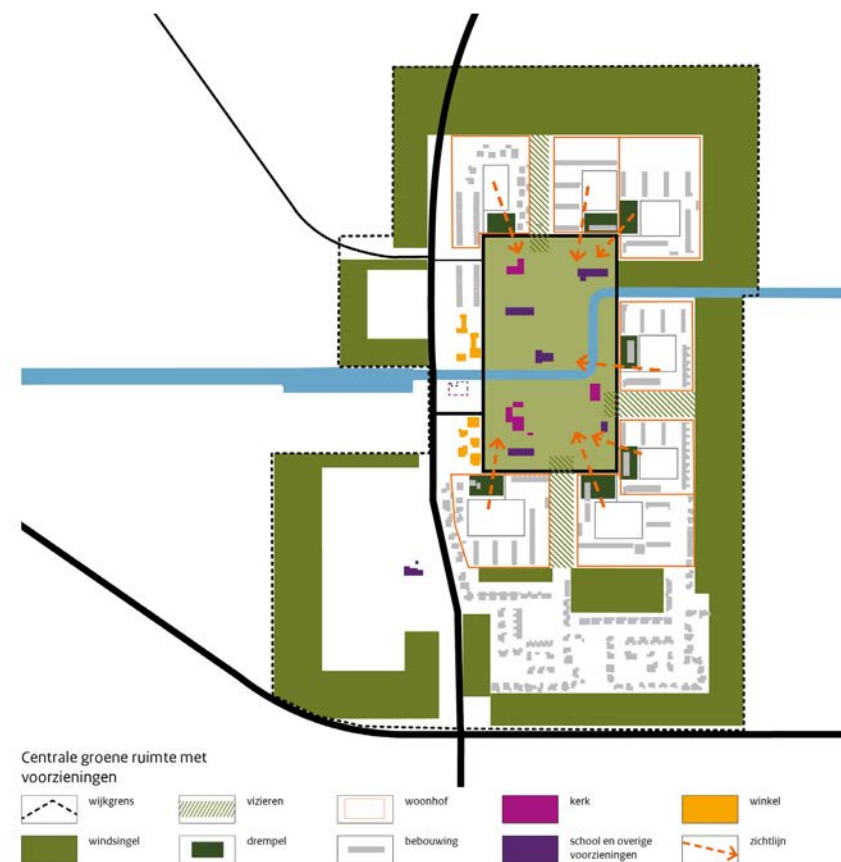 Centrale groene ruimte met
voorzieningen
wijkgrens
vizieren
woonhof
kerk
winkel
windsingel
drempel
bebouwing
school en overige
voorzieningen
zichtlijn